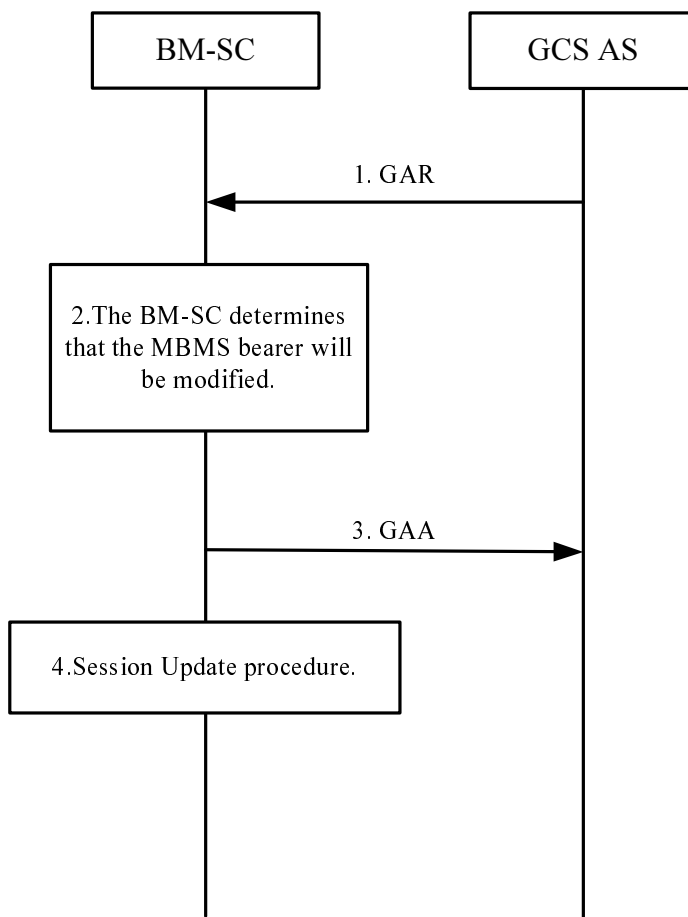 BM-SC
GCS AS
1. GAR
2.The BM-SC determines
that the MBMS bearer will
be modified.
3. GAA
4.Session Update procedure.